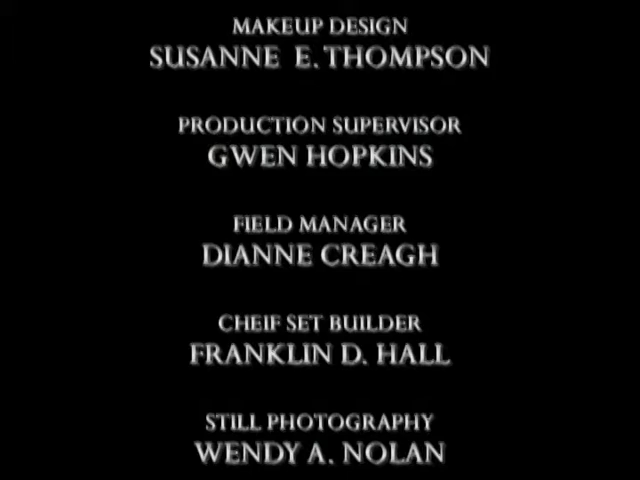 MAKEUP DESIGN
SUSANNE E. THOMPSON
PRODUCTION SUPERVISOR
GWEN HOPKINS
FIELD MANAGER
DIANNE CREAGH
CHEIF SET BUILDER
FRANKLIN D. HALL
STILL PHOTOGRAPHY
WENDY A. NOLAN